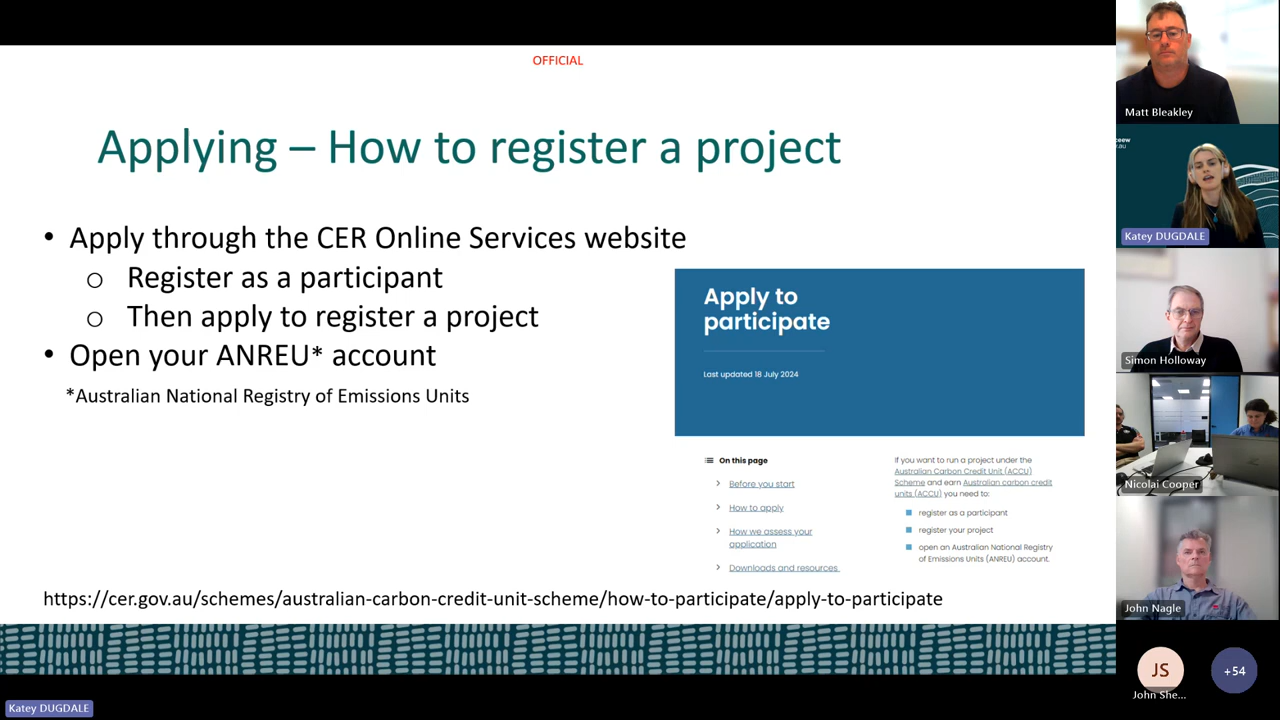 OFFICIAL
Applying – How to register a project
• Apply through the CER Online Services website
o Register as a participant
o Then apply to register a project
• Open your ANREU* account
*Australian National Registry of Emissions Units
Apply to
participate
Last updated 18 July 2024
On this page
Before you start
How to apply
How we assess your
application
Downloads and resources
If you want to run a project under the
Australian Carbon Credit Unit (ACCU)
Scheme and earn Australian carbon credit
units (ACCU) you need to:
register as a participant
register your project
open an Australian National Registry
of Emissions Units (ANREU) account.
https://cer.gov.au/schemes/australian-carbon-credit-unit-scheme/how-to-participate/apply-to-participate
Katey DUGDALE
Matt Bleakley
Katey DUGDALE
Simon Holloway
Nicolai Cooper
John Nagle
JS
John She...
+54